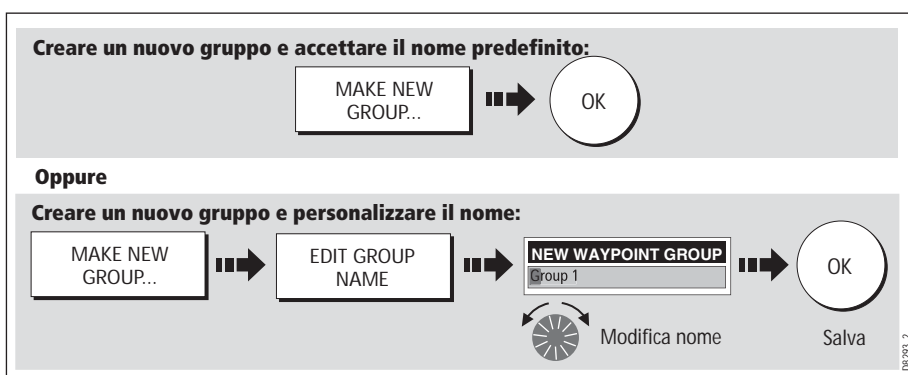 Creare un nuovo gruppo e accettare il nome predefinito:
MAKE NEW
GROUP...
OK
Oppure
Creare un nuovo gruppo e personalizzare il nome:
MAKE NEW
GROUP...
EDIT GROUP
NAME
NEW WAYPOINT GROUP
Group 1
OK
Modifica nome
Salva
D8293_2